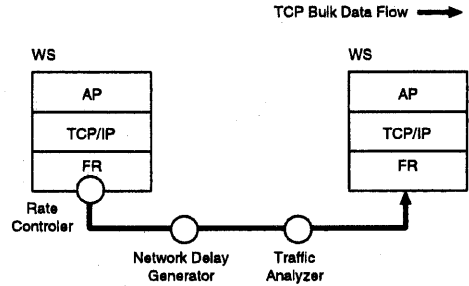 TCP Bulk Data Flow
WS
WS
AP
AP
TCP/IP
TCP/IP
FR
FR
Rate
Controler
Network Delay
Generator
Traffic
Analyzer